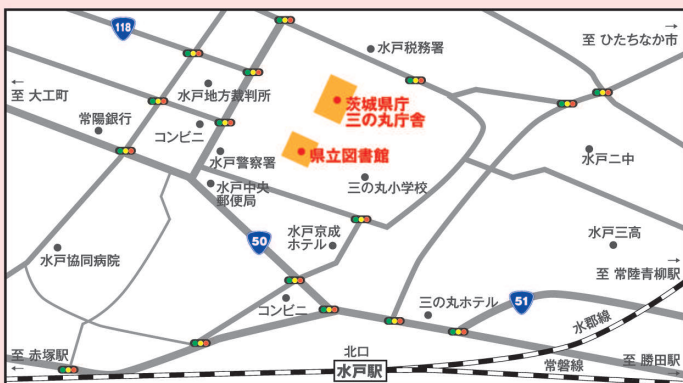 118
水戸税務署
至 ひたちなか市
←
至 大工町
水戸地方裁判所
茨城県庁
三の丸庁舎
常陽銀行
コンビニ
県立図書館
水戸警察署
水戸二中
水戸中央
郵便局
三の丸小学校
50
水戸京成
ホテル
水戸三高
水戸協同病院
→
至 常陸青柳駅
コンビニ
三の丸ホテル
51
水郡線
至 赤塚駅
←
北口
水戸駅
常磐線
至 勝田駅
→